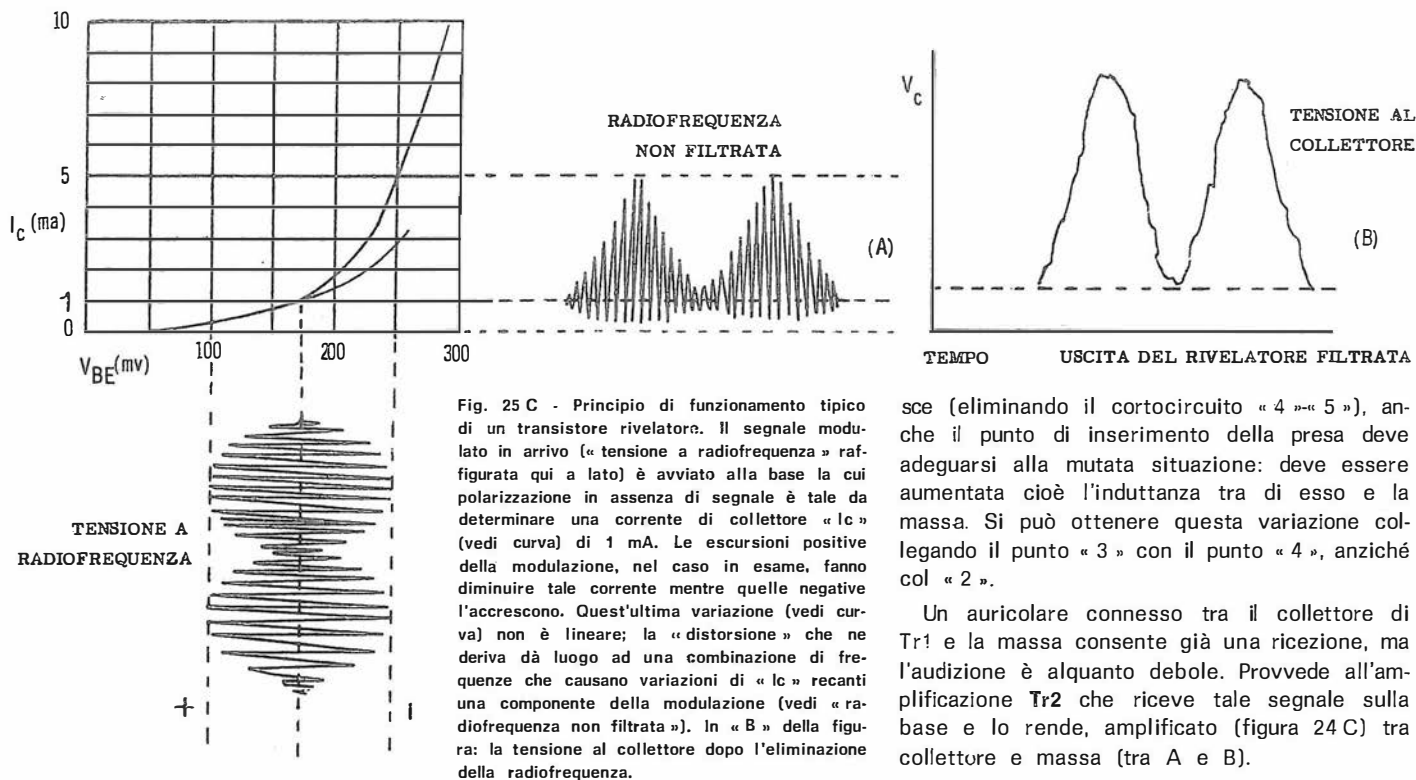 10
5
I_C (ma)
1
0
100
200
300
V_BE(mv)
RADIOFREQUENZA
NON FILTRATA
(A)
V_C
TENSIONE AL
COLLETTORE
(B)
TEMPO
USCITA DEL RIVELATORE FILTRATA
TENSIONE A
RADIOFREQUENZA
+
Fig. 25 C - Principio di funzionamento tipico
di un transistore rivelatore. Il segnale modu-
lato in arrivo (« tensione a radiofrequenza » raf-
figurata qui a lato) è avviato alla base la cui
polarizzazione in assenza di segnale è tale da
determinare una corrente di collettore « Ic »
(vedi curva) di 1 mA. Le escursioni positive
della modulazione, nel caso in esame, fanno
diminuire tale corrente mentre quelle negative
l'accrescono. Quest'ultima variazione (vedi cur-
va) non è lineare; la « distorsione » che ne
deriva dà luogo ad una combinazione di fre-
quenze che causano variazioni di « Ic » recanti
una componente della modulazione (vedi « ra-
diofrequenza non filtrata »). In « B » della figu-
ra: la tensione al collettore dopo l'eliminazione
della radiofrequenza.
sce (eliminando il cortocircuito « 4 »-« 5 »), an-
che il punto di inserimento della presa deve
adeguarsi alla mutata situazione: deve essere
aumentata cioè l'induttanza tra di esso e la
massa. Si può ottenere questa variazione col-
legando il punto « 3 » con il punto « 4 », anziché
col « 2 ».
Un auricolare connesso tra il collettore di
Tr1 e la massa consente già una ricezione, ma
l'audizione è alquanto debole. Provvede all'am-
plificazione Tr2 che riceve tale segnale sulla
base e lo rende, amplificato (figura 24 C) tra
collettore e massa (tra A e B).